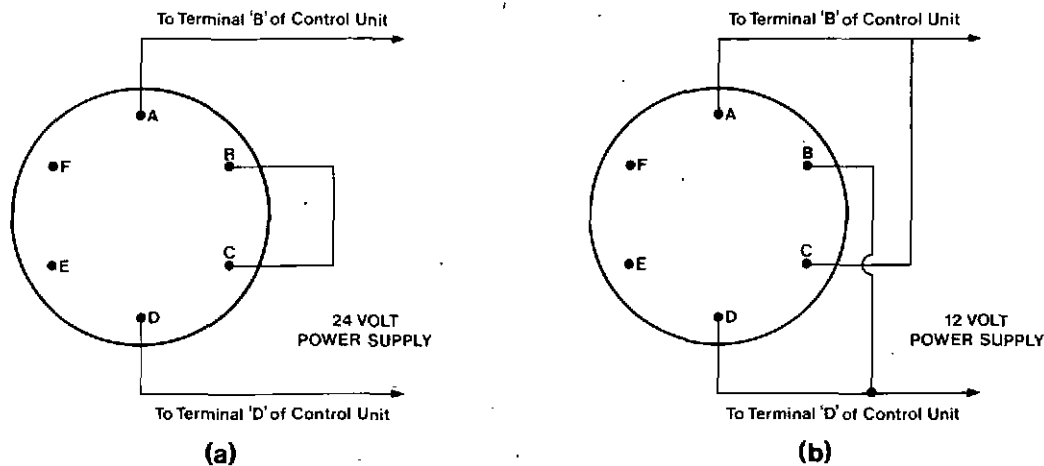 To Terminal 'B' of Control Unit
A
F
B
E
C
D
24 VOLT
POWER SUPPLY
To Terminal 'D' of Control Unit
(a)
To Terminal 'B' of Control Unit
A
F
B
E
C
D
12 VOLT
POWER SUPPLY
To Terminal 'D' of Control Unit
(b)